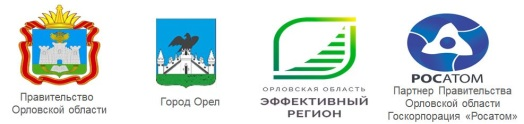 Правительство
Орловской области
Город Орел
ОРЛОВСКАЯ ОБЛАСТЬ
ЭФФЕКТИВНЫЙ
РЕГИОН
РОСАТОМ
Партнер Правительства
Орловской области
Госкорпорация «Росатом»